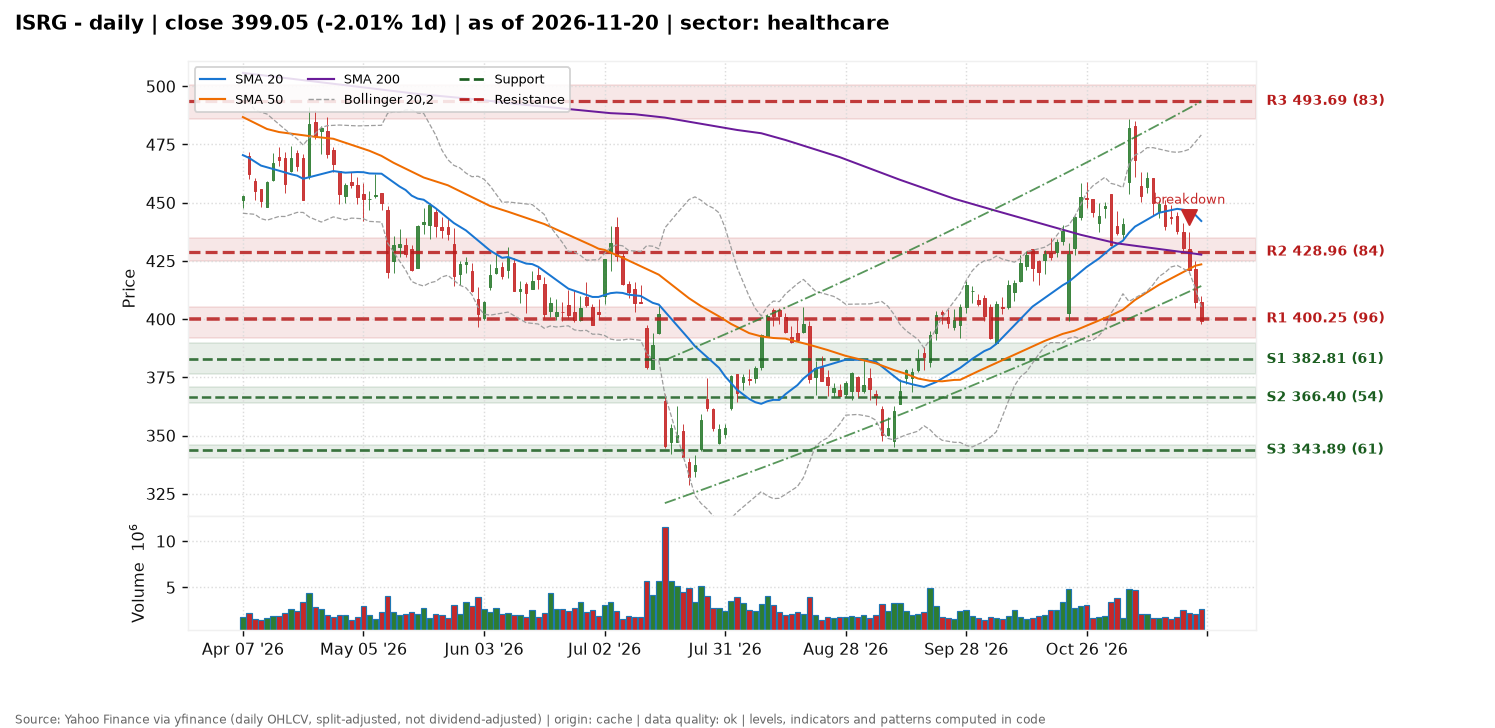 ISRG - daily | close 399.05 (-2.01% 1d) | as of 2026-11-20 | sector: healthcare
SMA 20
SMA 50
SMA 200
Bollinger 20,2
Support
Resistance
Price
500
475
450
425
400
375
350
325
breakdown
R3 493.69 (83)
R2 428.96 (84)
R1 400.25 (96)
S1 382.81 (61)
S2 366.40 (54)
S3 343.89 (61)
Volume 10⁶
10
5
Apr 07 '26
May 05 '26
Jun 03 '26
Jul 02 '26
Jul 31 '26
Aug 28 '26
Sep 28 '26
Oct 26 '26
Source: Yahoo Finance via yfinance (daily OHLCV, split-adjusted, not dividend-adjusted) | origin: cache | data quality: ok | levels, indicators and patterns computed in code